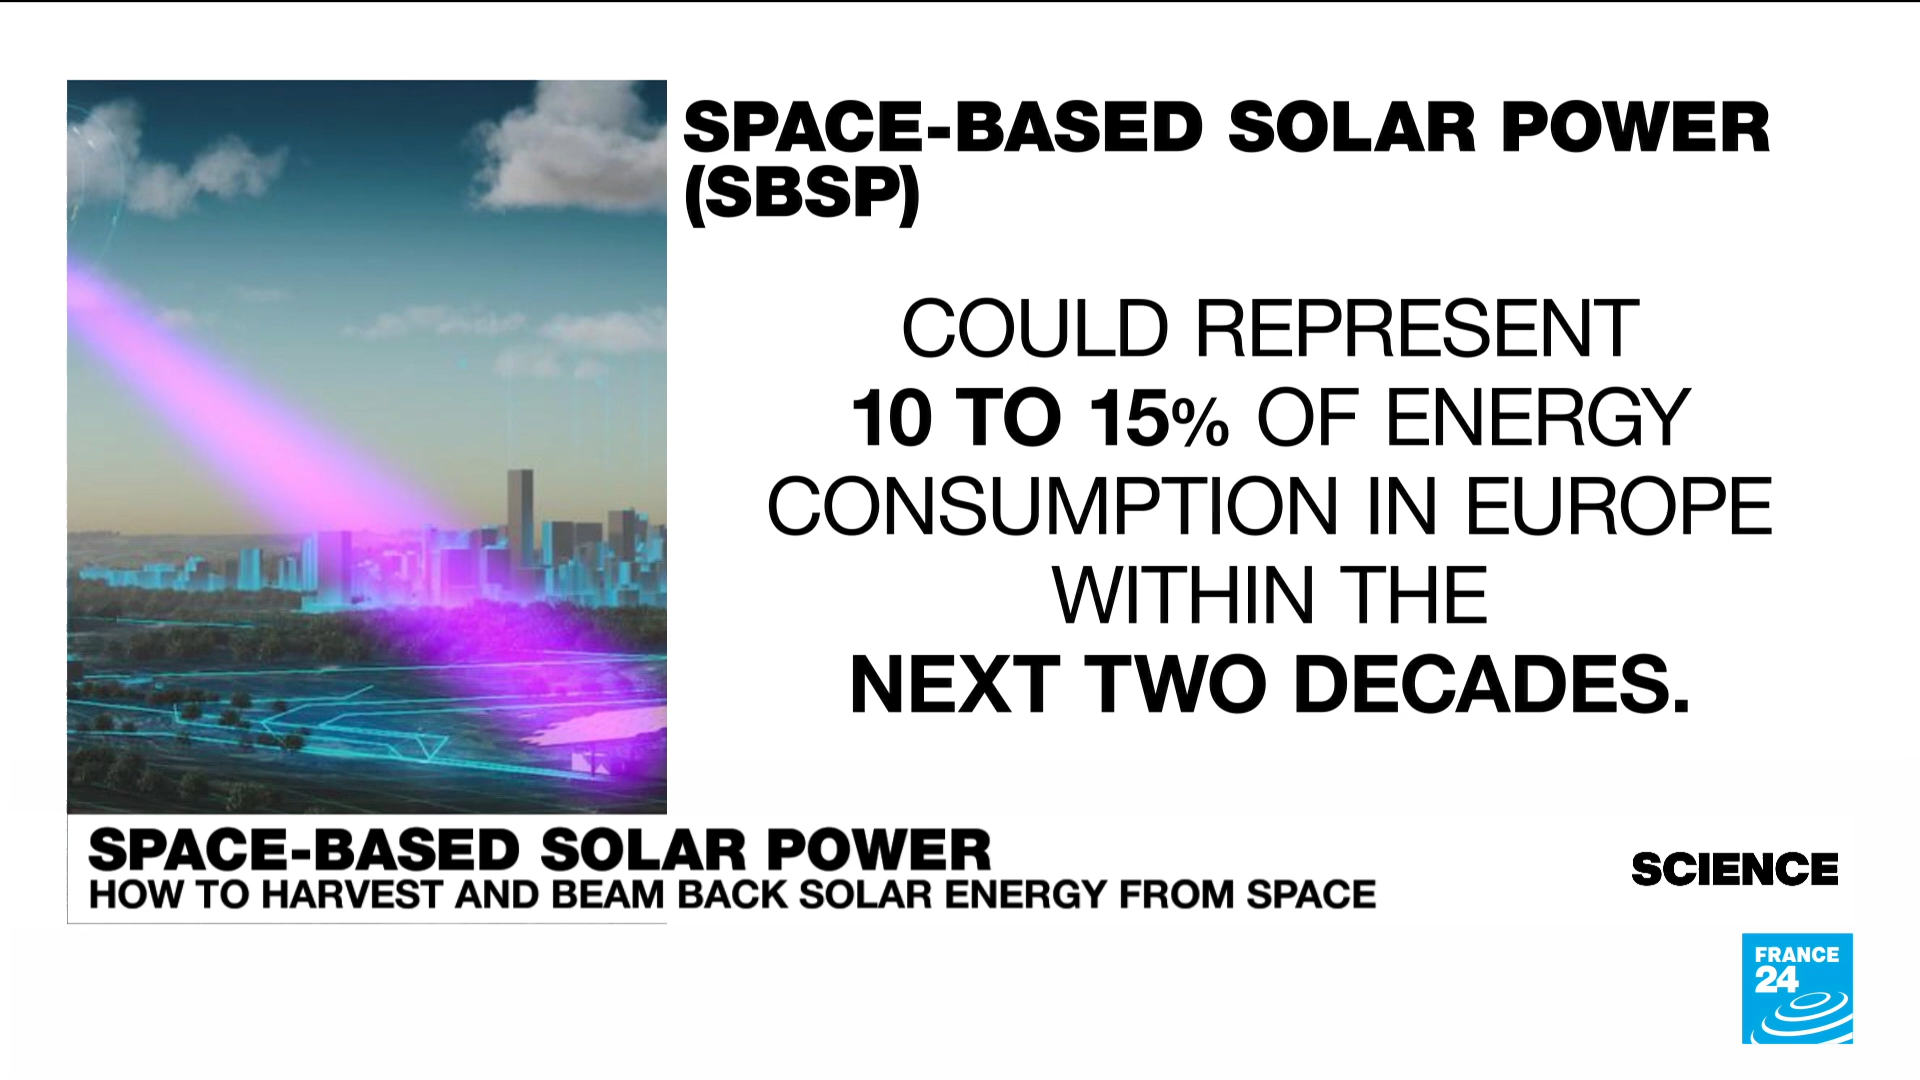 SPACE-BASED SOLAR POWER
(SBSP)
COULD REPRESENT
10 TO 15% OF ENERGY
CONSUMPTION IN EUROPE
WITHIN THE
NEXT TWO DECADES.
SPACE-BASED SOLAR POWER
HOW TO HARVEST AND BEAM BACK SOLAR ENERGY FROM SPACE
SCIENCE
FRANCE
24